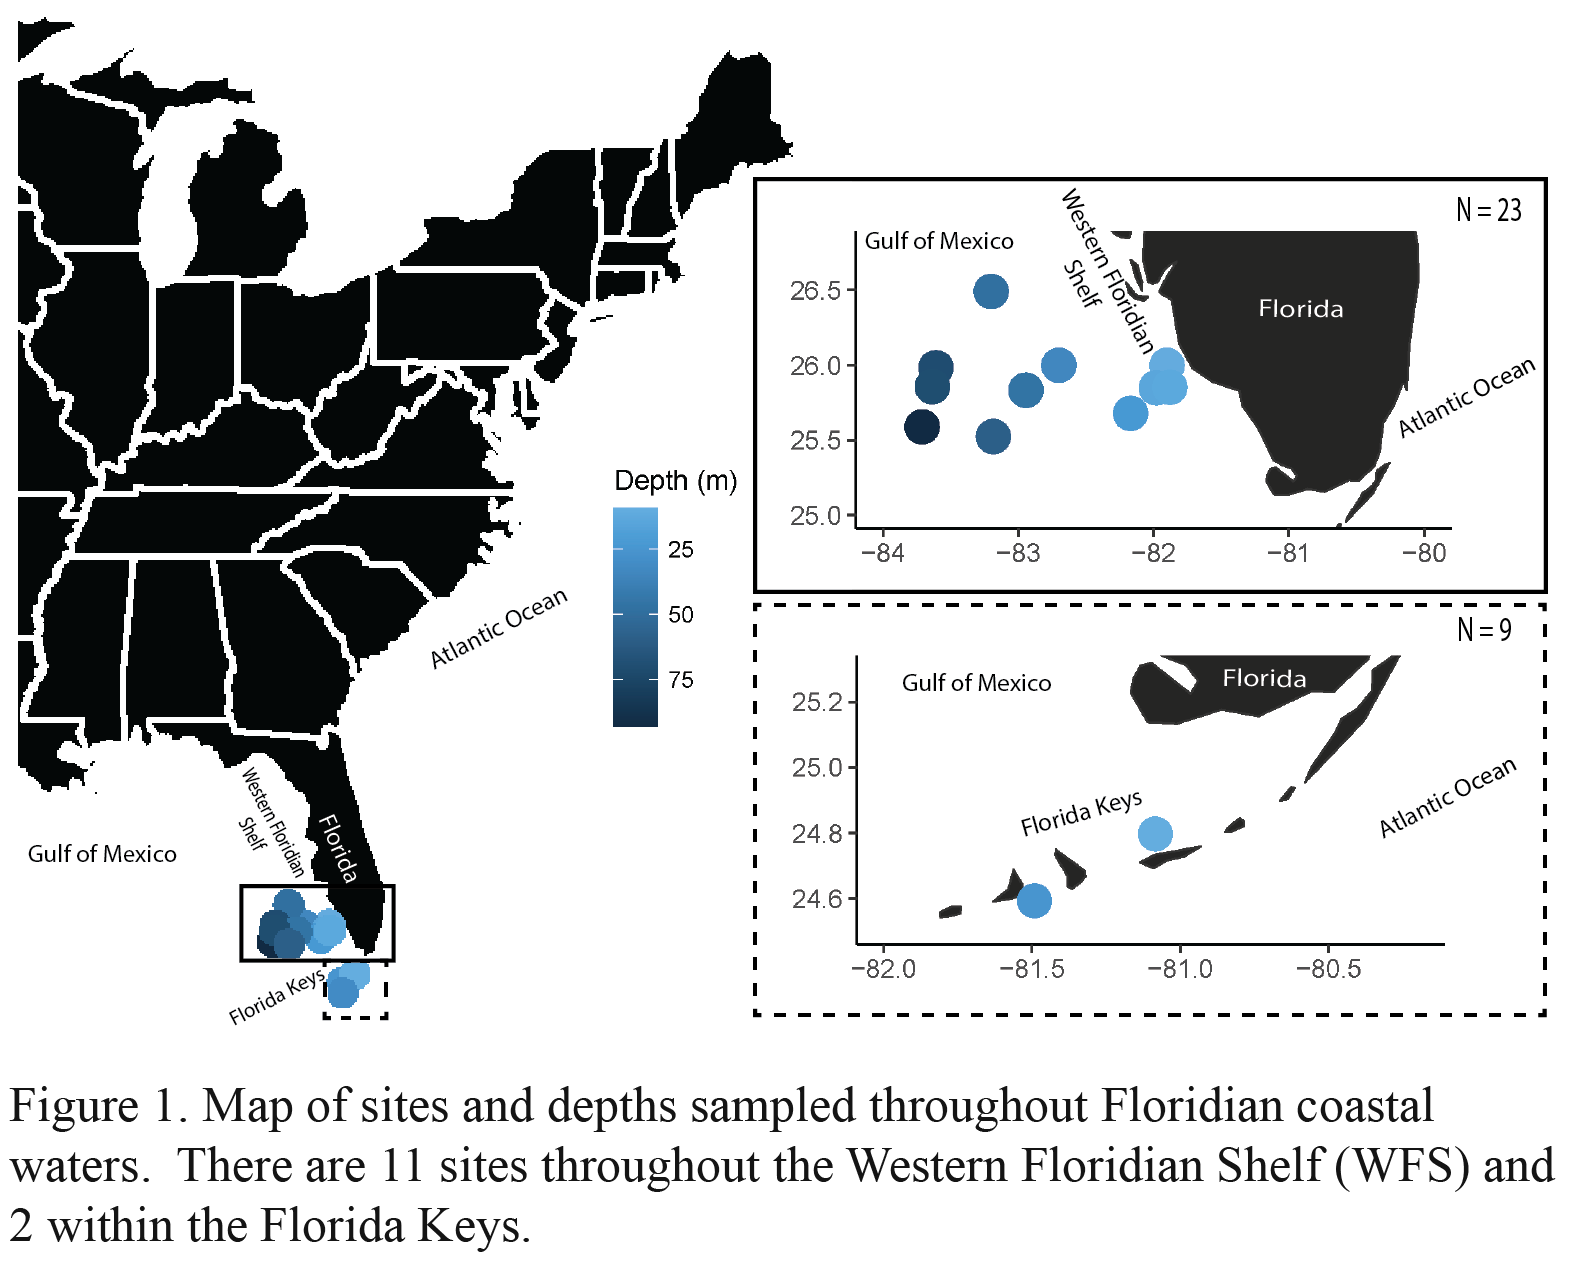 Gulf of Mexico
Western Floridian
Shelf
N = 23
Florida
Atlantic Ocean
26.5
26.0
25.5
25.0
−84
−83
−82
−81
−80
Depth (m)
25
50
75
Atlantic Ocean
N = 9
Gulf of Mexico
Florida
Florida Keys
Atlantic Ocean
25.2
25.0
24.8
24.6
−82.0
−81.5
−81.0
−80.5
Western Floridian
Shelf
Florida
Gulf of Mexico
Florida Keys
Figure 1. Map of sites and depths sampled throughout Floridian coastal
waters.  There are 11 sites throughout the Western Floridian Shelf (WFS) and
2 within the Florida Keys.